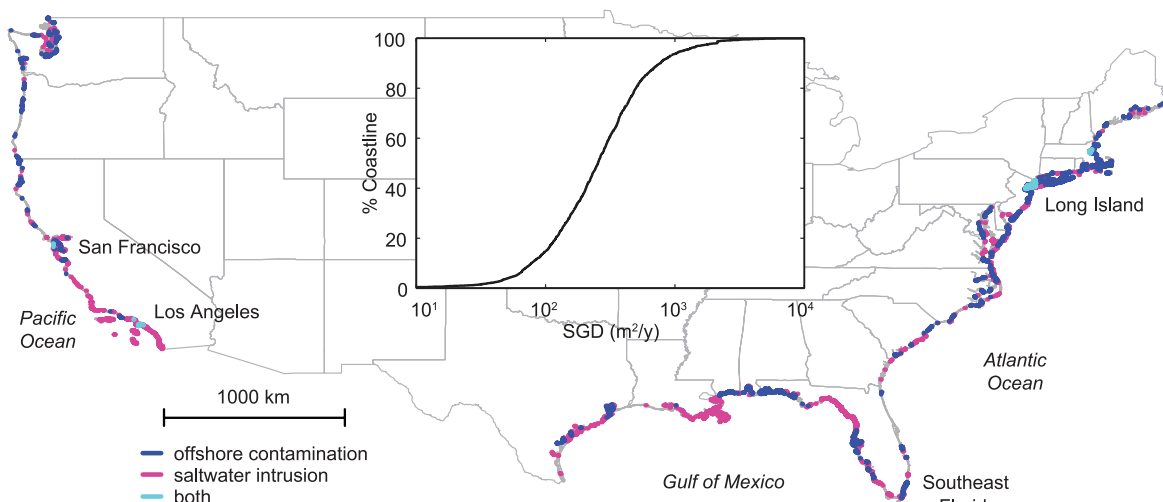 100
80
60
40
20
0
% Coastline
10¹
10²
10³
10⁴
SGD (m²/y)
San Francisco
Los Angeles
Pacific
Ocean
1000 km
offshore contamination
saltwater intrusion
both
Long Island
Atlantic
Ocean
Gulf of Mexico
Southeast